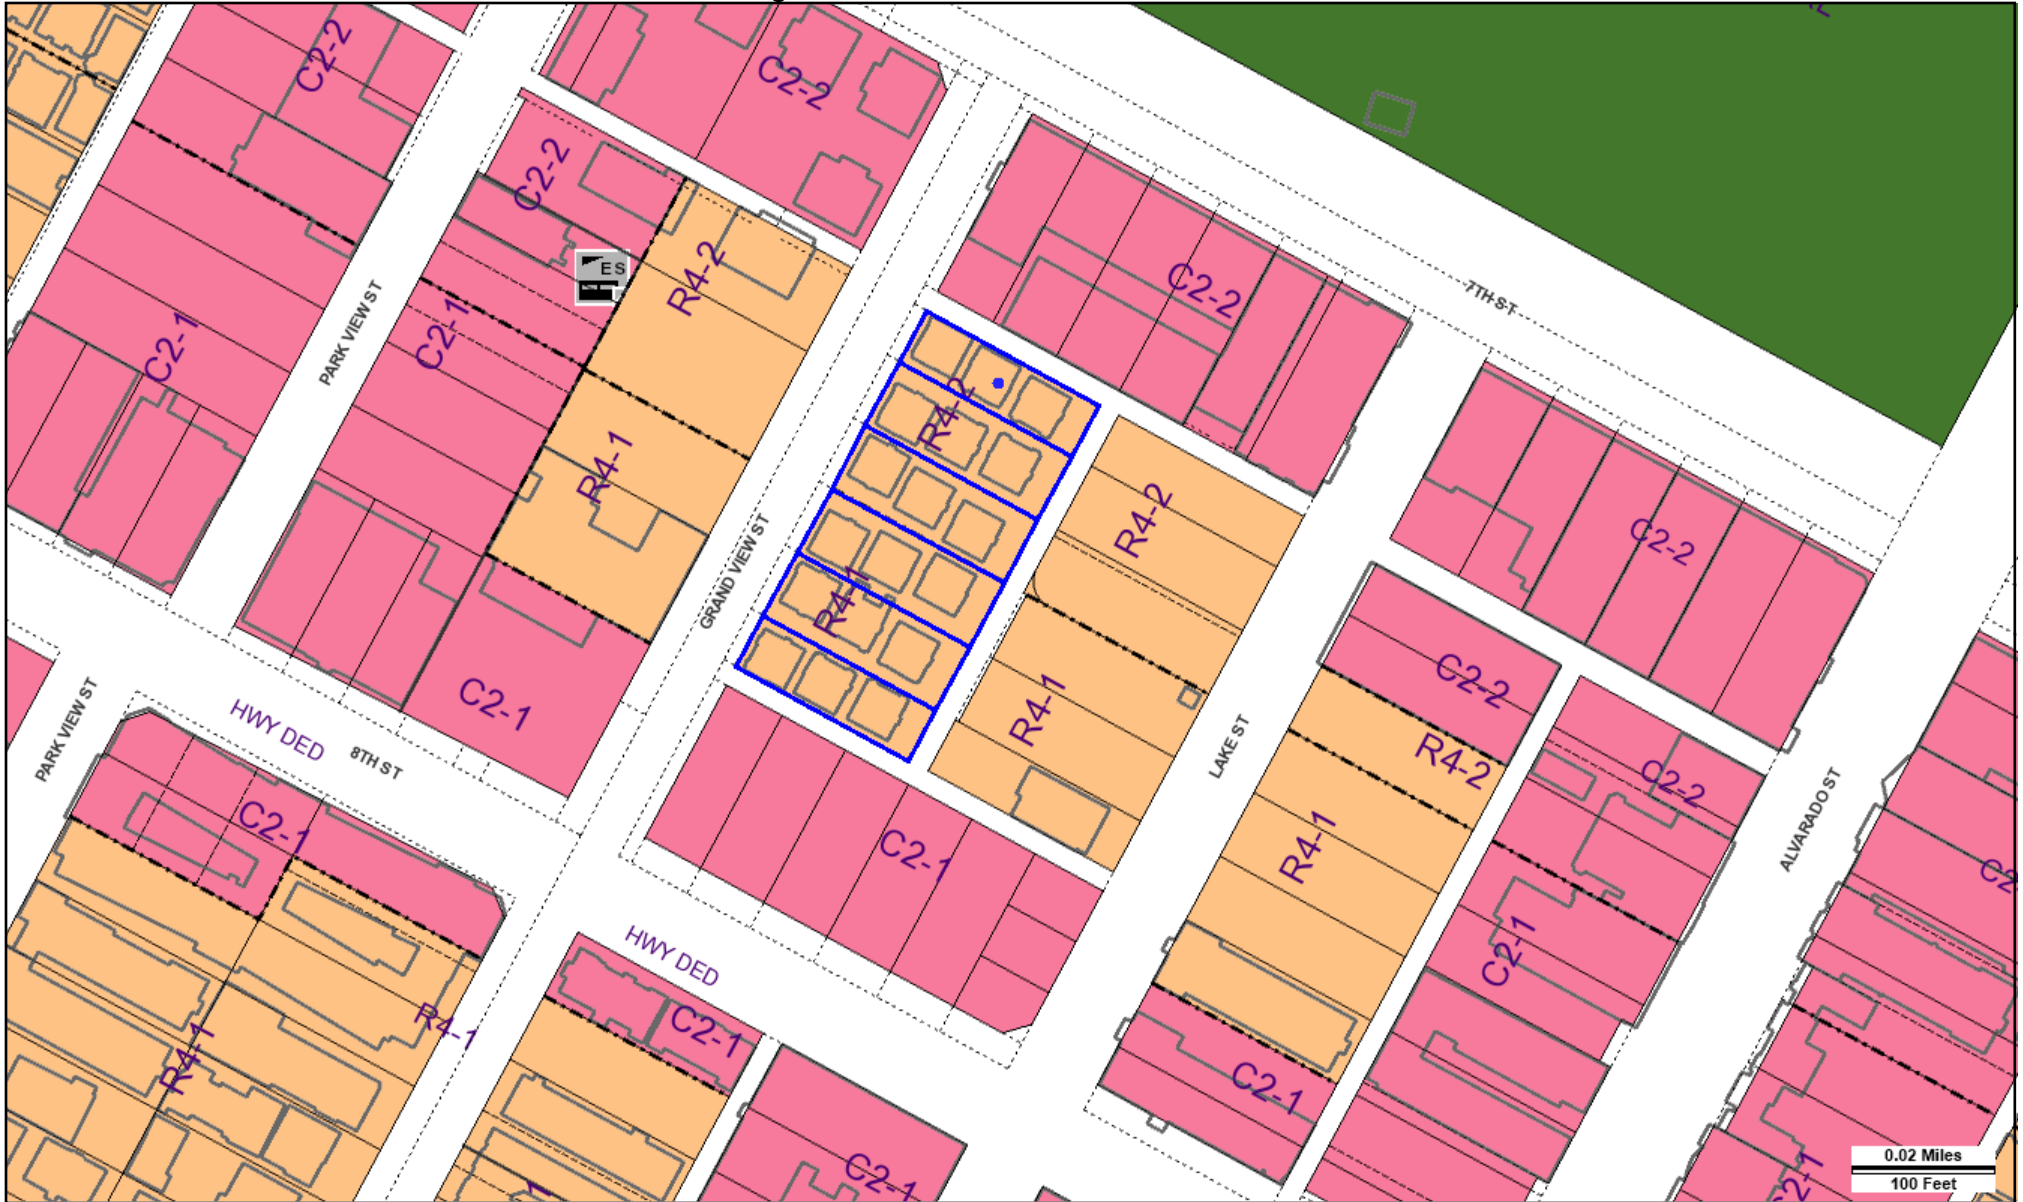 C2-2
C2-2
C2-2
R4-2
ES
C2-2
7TH ST
C2-1
PARK VIEW ST
C2-1
R4-2
R4-1
R4-2
C2-2
GRAND VIEW ST
R4-1
C2-2
R4-2
PARK VIEW ST
HWY DED
8TH ST
C2-1
R4-1
LAKE ST
R4-1
C2-2
ALVARADO ST
C2-1
C2-1
HWY DED
C2-1
R4-1
R4-1
C2-1
C2-1
C2-1
C2-1
0.02 Miles
100 Feet